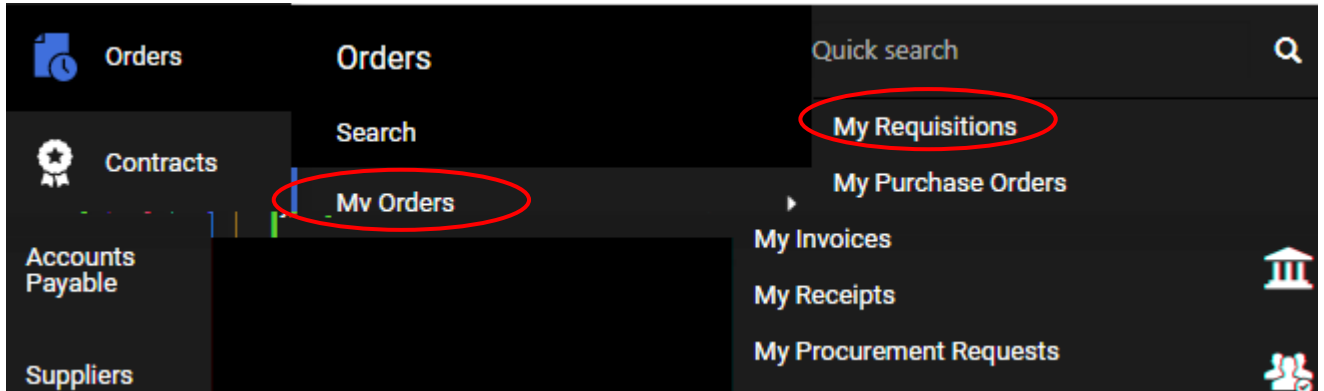 Orders
Contracts
Accounts
Payable
Suppliers
Orders
Search
My Orders
Quick search
My Requisitions
My Purchase Orders
My Invoices
My Receipts
My Procurement Requests